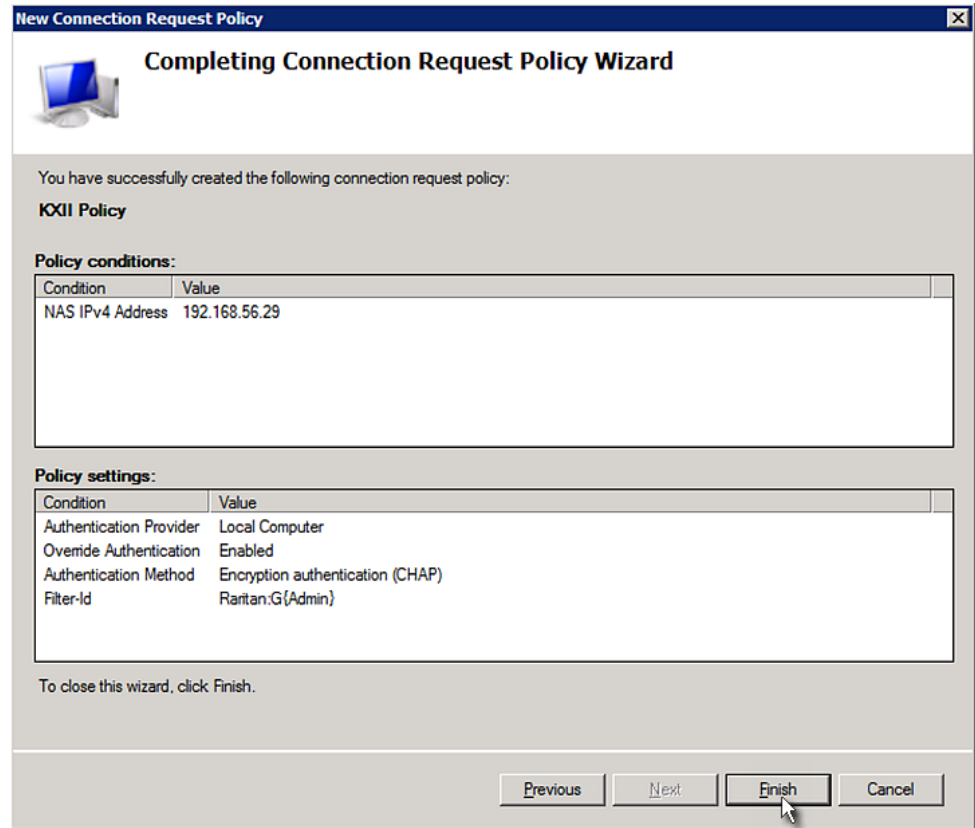 New Connection Request Policy
Completing Connection Request Policy Wizard
You have successfully created the following connection request policy:
KXII Policy
Policy conditions:
Condition Value
NAS IPv4 Address 192.168.56.29
Policy settings:
Condition Value
Authentication Provider Local Computer
Override Authentication Enabled
Authentication Method Encryption authentication (CHAP)
Filter-Id Raritan:G{Admin}
To close this wizard, click Finish.
Previous Next Finish Cancel